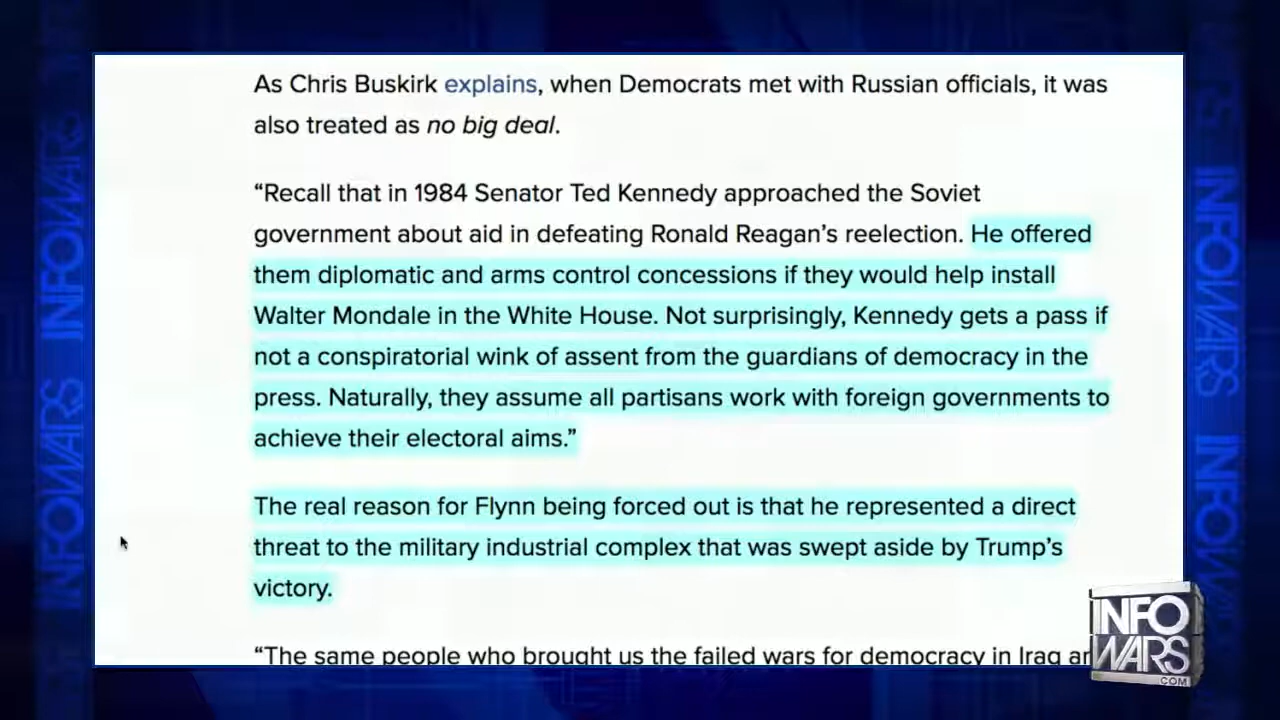 As Chris Buskirk explains, when Democrats met with Russian officials, it was
also treated as no big deal.
“Recall that in 1984 Senator Ted Kennedy approached the Soviet
government about aid in defeating Ronald Reagan’s reelection. He offered
them diplomatic and arms control concessions if they would help install
Walter Mondale in the White House. Not surprisingly, Kennedy gets a pass if
not a conspiratorial wink of assent from the guardians of democracy in the
press. Naturally, they assume all partisans work with foreign governments to
achieve their electoral aims.”
The real reason for Flynn being forced out is that he represented a direct
threat to the military industrial complex that was swept aside by Trump’s
victory.
“The same people who brought us the failed wars for democracy in Iraq
INFOWARS
INFOWARS
INFOWARS
INFOWARS
INFO
WARS
.COM